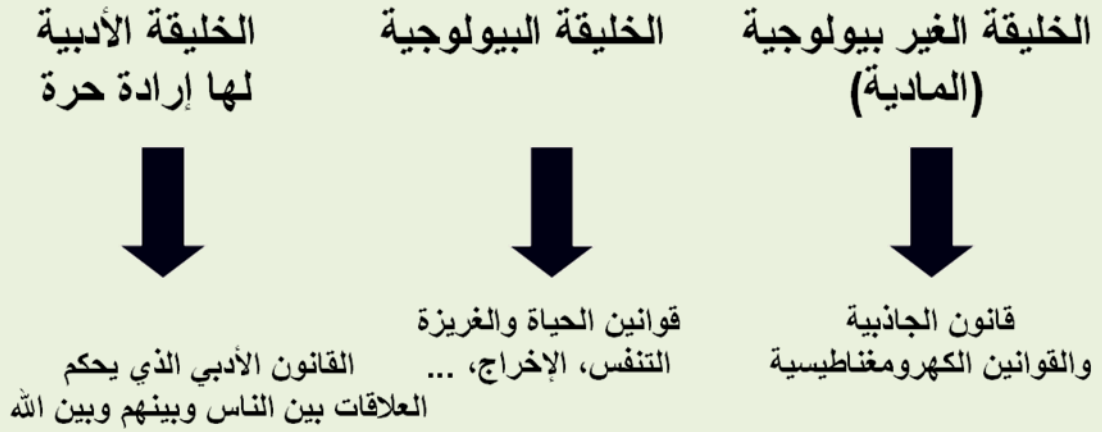 الخليقة الغير بيولوجية
(المادية)
الخليقة البيولوجية
الخليقة الأدبية
لها إرادة حرة
قانون الجاذبية
والقوانين الكهرومغناطيسية
قوانين الحياة والغريزة
التنفس، الإخراج، ...
القانون الأدبي الذي يحكم
العلاقات بين الناس وبينهم وبين الله